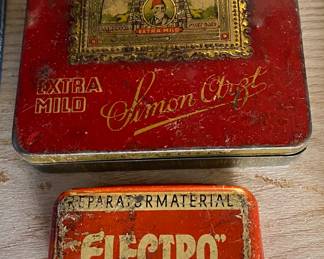 EXTRA MILD
EXTRA
MILD
Simon Arzt
REPARATURMATERIAL
"ELECTRO"